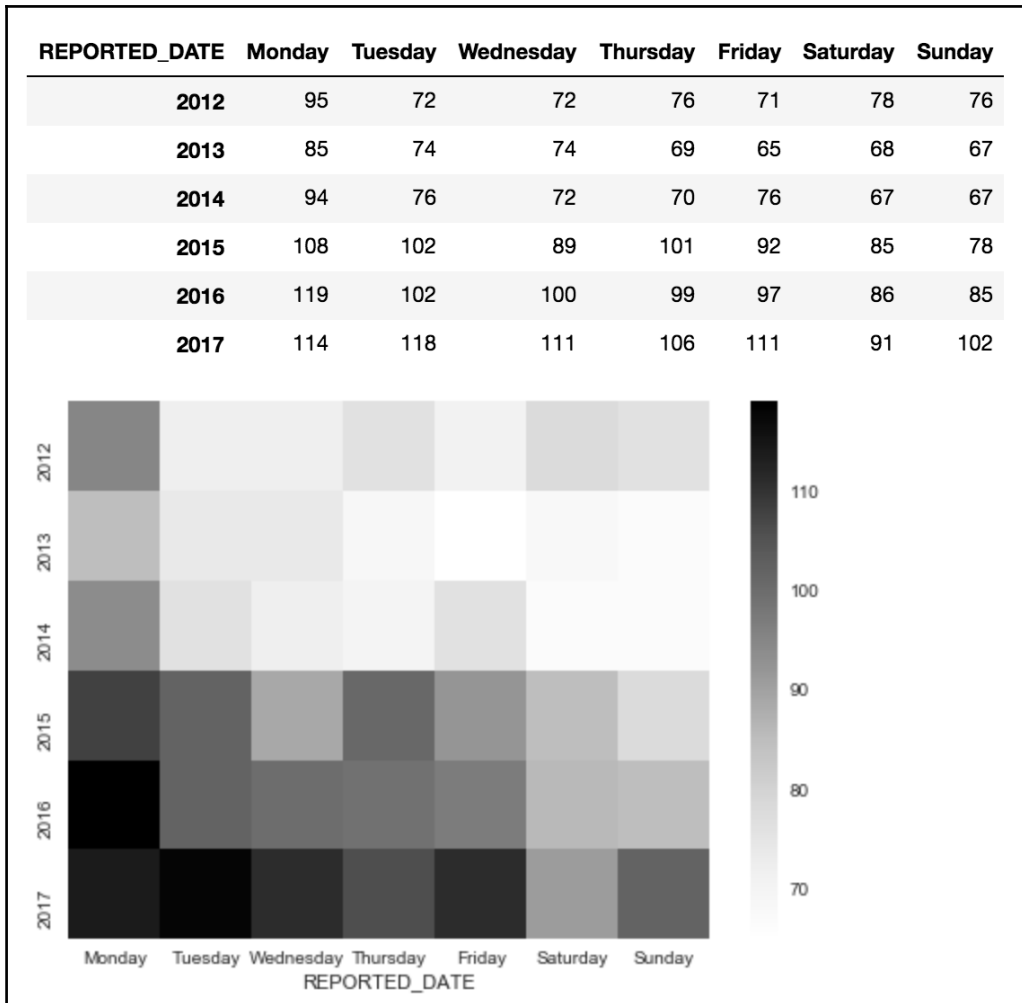 REPORTED_DATE Monday Tuesday Wednesday Thursday Friday Saturday Sunday
2012 95 72 72 76 71 78 76
2013 85 74 74 69 65 68 67
2014 94 76 72 70 76 67 67
2015 108 102 89 101 92 85 78
2016 119 102 100 99 97 86 85
2017 114 118 111 106 111 91 102
2012
2013
2014
2015
2016
2017
Monday Tuesday Wednesday Thursday Friday Saturday Sunday
REPORTED_DATE
110
100
90
80
70